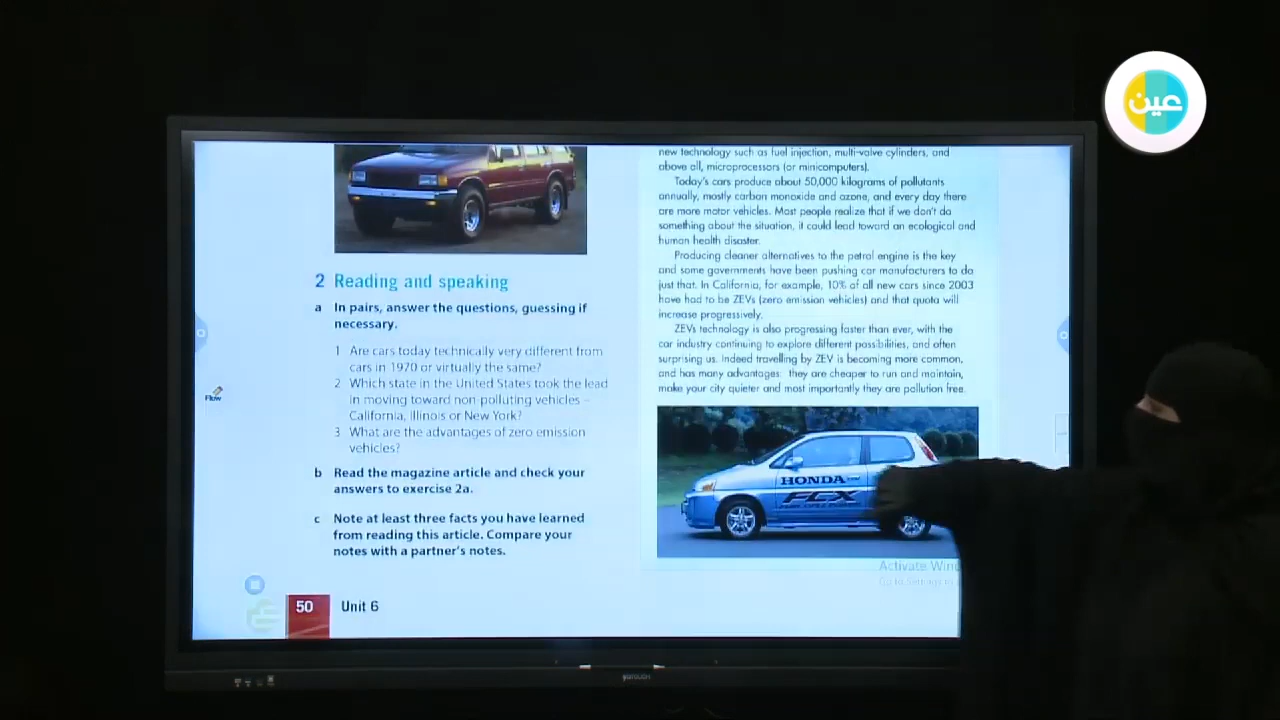 عين
new technology such as fuel injection, multi-valve cylinders, and
above all, microprocessors (or minicomputers).
Today's cars produce about 50,000 kilograms of pollutants
annually, mostly carbon monoxide and ozone, and every day there
are more motor vehicles. Most people realize that if we don't do
something about the situation, it could lead toward an ecological and
human health disaster.
Producing cleaner alternatives to the petrol engine is the key
and some governments have been pushing car manufacturers to do
just that. In California, for example, 10% of all new cars since 2003
have had to be ZEVs (zero emission vehicles) and that quota will
increase progressively.
ZEVs technology is also progressing faster than ever, with the
car industry continuing to explore different possibilities, and often
surprising us. Indeed travelling by ZEV is becoming more common,
and has many advantages: they are cheaper to run and maintain,
make your city quieter and most importantly they are pollution free.
HONDA
FCX
2 Reading and speaking
a In pairs, answer the questions, guessing if
necessary.
1 Are cars today technically very different from
cars in 1970 or virtually the same?
2 Which state in the United States took the lead
in moving toward non-polluting vehicles –
California, Illinois or New York?
3 What are the advantages of zero emission
vehicles?
b Read the magazine article and check your
answers to exercise 2a.
c Note at least three facts you have learned
from reading this article. Compare your
notes with a partner's notes.
50 Unit 6
Flow
Activate Win
Go to Settings